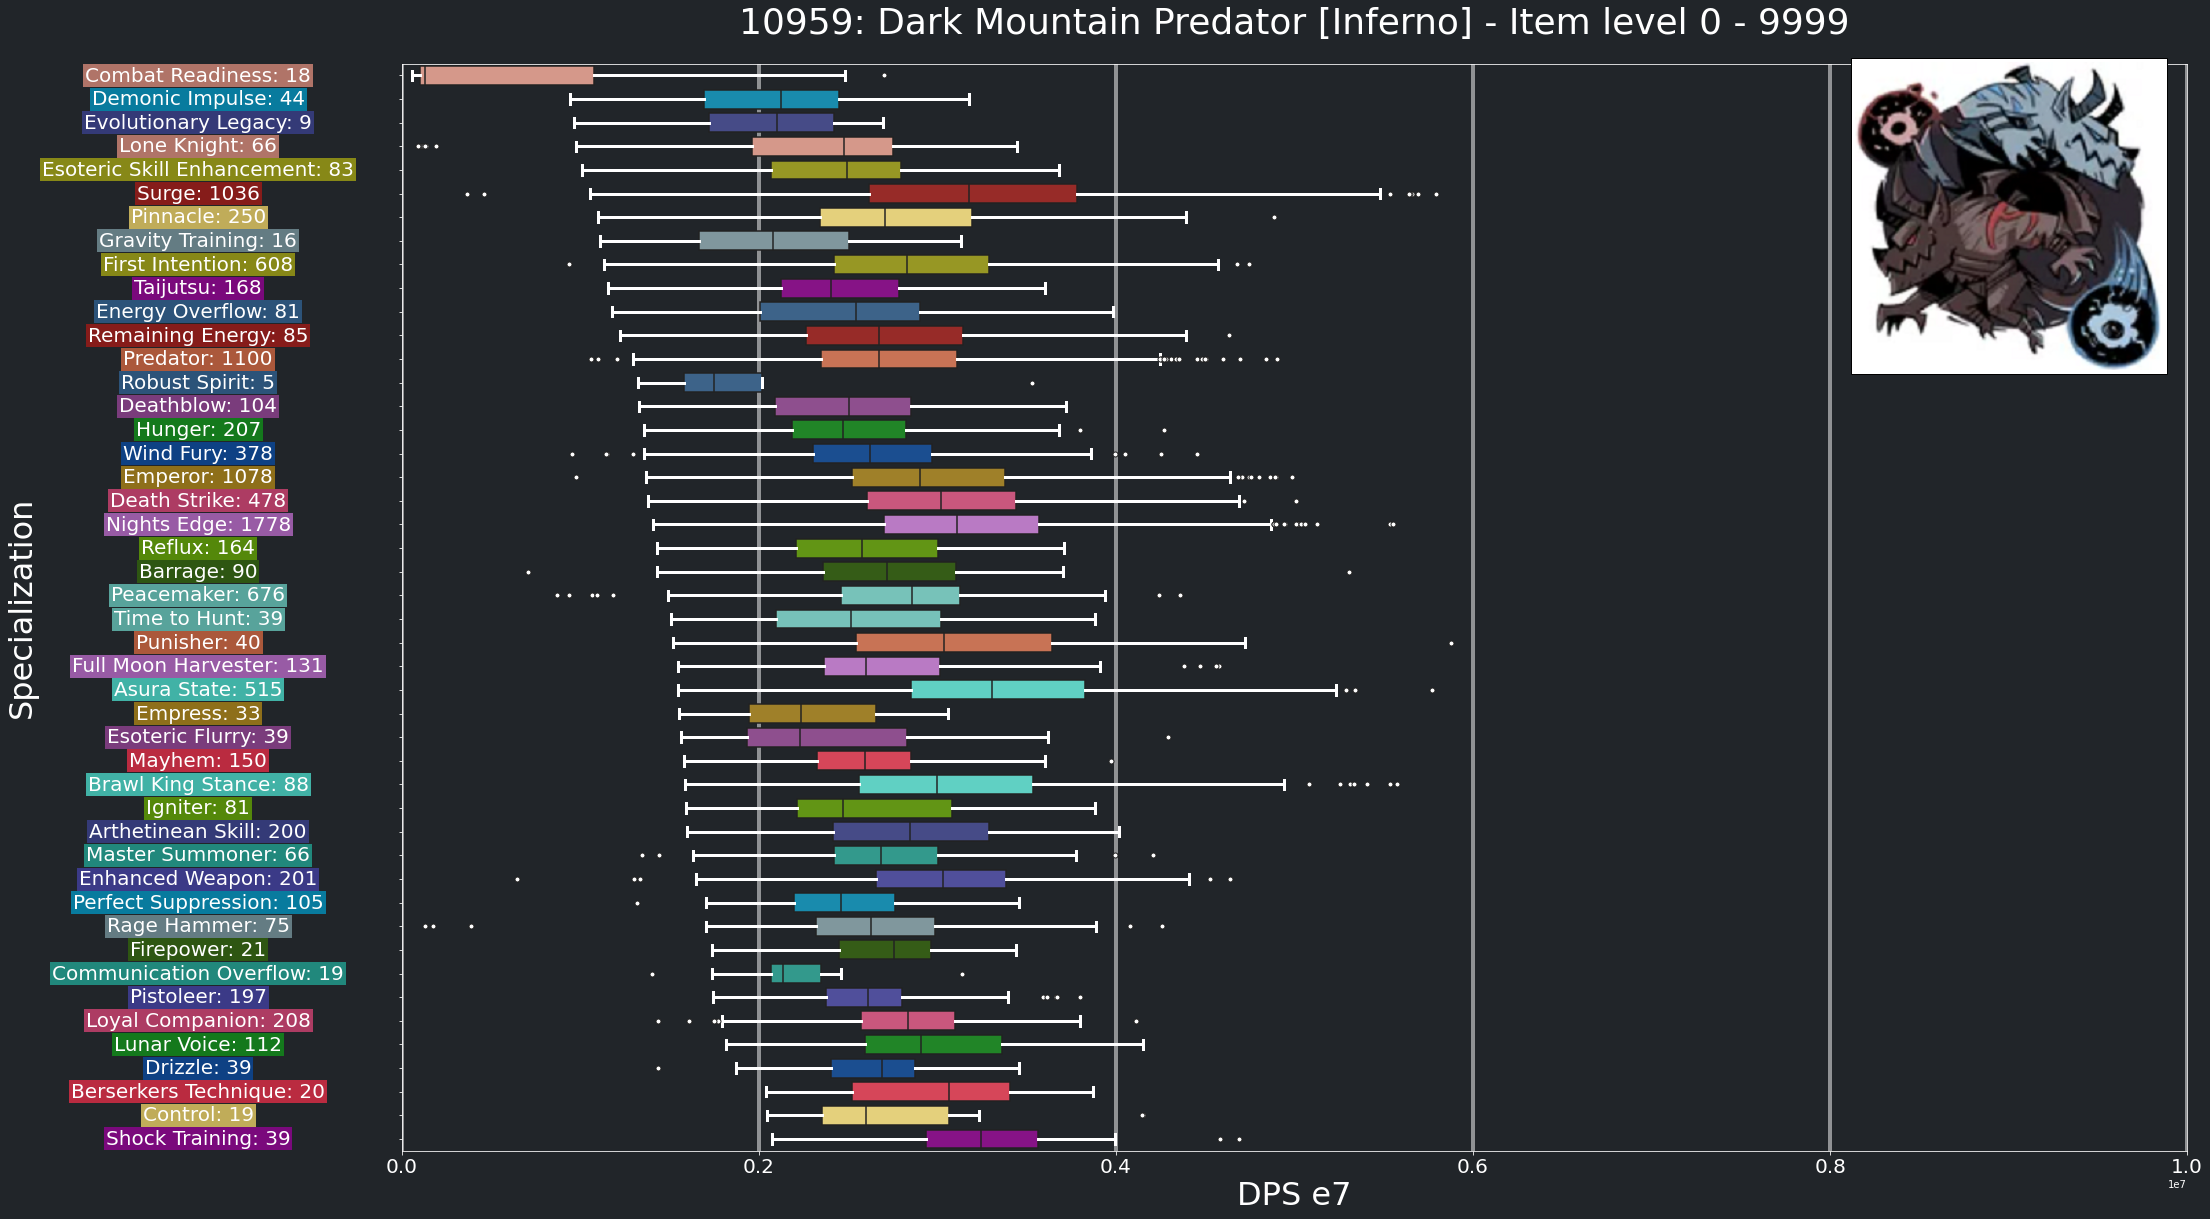 10959: Dark Mountain Predator [Inferno] - Item level 0 - 9999
Combat Readiness: 18
Demonic Impulse: 44
Evolutionary Legacy: 9
Lone Knight: 66
Esoteric Skill Enhancement: 83
Surge: 1036
Pinnacle: 250
Gravity Training: 16
First Intention: 608
Taijutsu: 168
Energy Overflow: 81
Remaining Energy: 85
Predator: 1100
Robust Spirit: 5
Deathblow: 104
Hunger: 207
Wind Fury: 378
Emperor: 1078
Death Strike: 478
Nights Edge: 1778
Reflux: 164
Barrage: 90
Peacemaker: 676
Time to Hunt: 39
Punisher: 40
Full Moon Harvester: 131
Asura State: 515
Empress: 33
Esoteric Flurry: 39
Mayhem: 150
Brawl King Stance: 88
Igniter: 81
Arthetinean Skill: 200
Master Summoner: 66
Enhanced Weapon: 201
Perfect Suppression: 105
Rage Hammer: 75
Firepower: 21
Communication Overflow: 19
Pistoleer: 197
Loyal Companion: 208
Lunar Voice: 112
Drizzle: 39
Berserkers Technique: 20
Control: 19
Shock Training: 39
Specialization
0.0 0.2 0.4 0.6 0.8 1.0
1e7
DPS e7